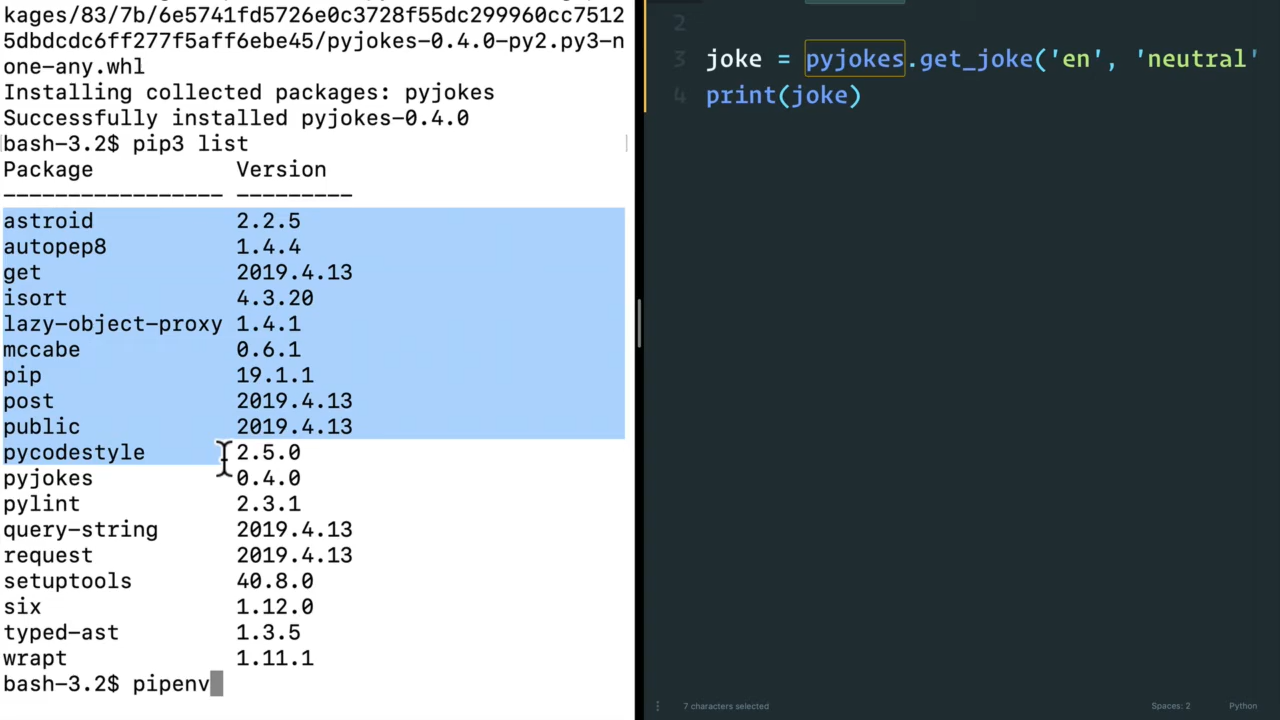 kages/83/7b/6e5741fd5726e0c3728f55dc299960cc7512
5dbdcdc6ff277f5aff6ebe45/pyjokes-0.4.0-py2.py3-n
one-any.whl
Installing collected packages: pyjokes
Successfully installed pyjokes-0.4.0
bash-3.2$ pip3 list
Package Version
----------------- ---------
astroid 2.2.5
autopep8 1.4.4
get 2019.4.13
isort 4.3.20
lazy-object-proxy 1.4.1
mccabe 0.6.1
pip 19.1.1
post 2019.4.13
public 2019.4.13
pycodestyle 2.5.0
pyjokes 0.4.0
pylint 2.3.1
query-string 2019.4.13
request 2019.4.13
setuptools 40.8.0
six 1.12.0
typed-ast 1.3.5
wrapt 1.11.1
bash-3.2$ pipenv
2
3 joke = pyjokes.get_joke('en', 'neutral'
4 print(joke)
7 characters selected
Spaces: 2
Python